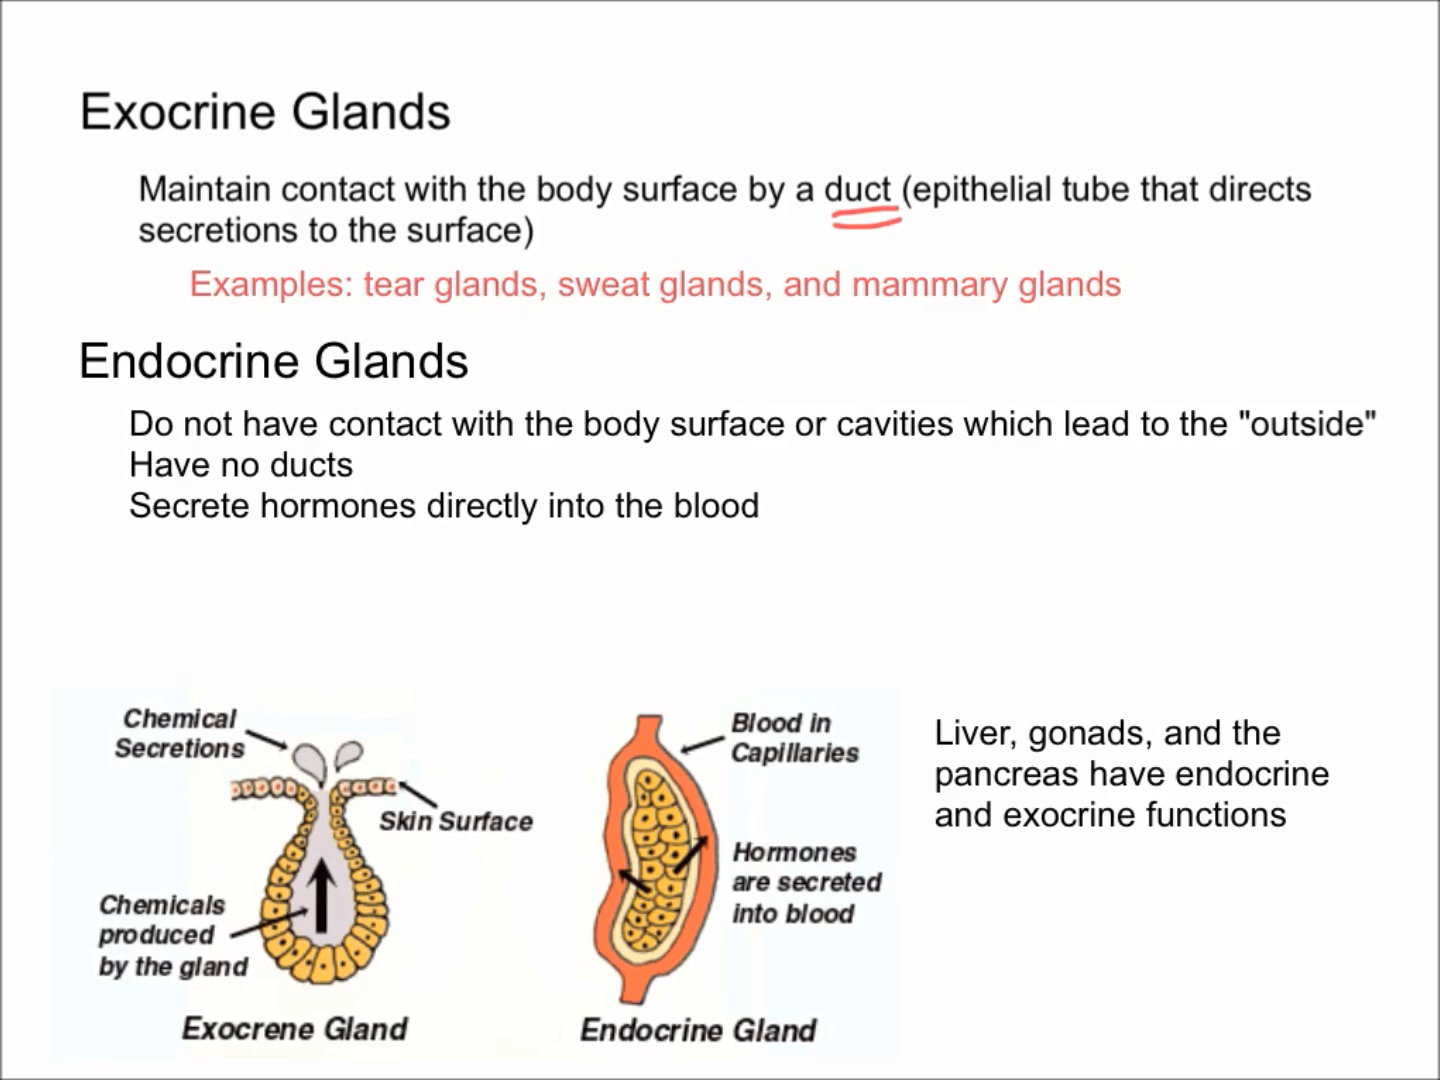 Exocrine Glands
Maintain contact with the body surface by a duct (epithelial tube that directs
secretions to the surface)
Examples: tear glands, sweat glands, and mammary glands
Endocrine Glands
Do not have contact with the body surface or cavities which lead to the "outside"
Have no ducts
Secrete hormones directly into the blood
Chemical
Secretions
Skin Surface
Chemicals
produced
by the gland
Exocrene Gland
Blood in
Capillaries
Hormones
are secreted
into blood
Endocrine Gland
Liver, gonads, and the
pancreas have endocrine
and exocrine functions